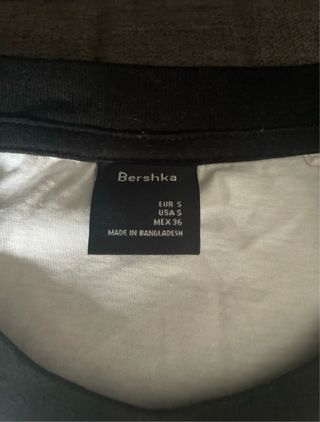 Bershka
EUR S
USA S
MEX 36
MADE IN BANGLADESH